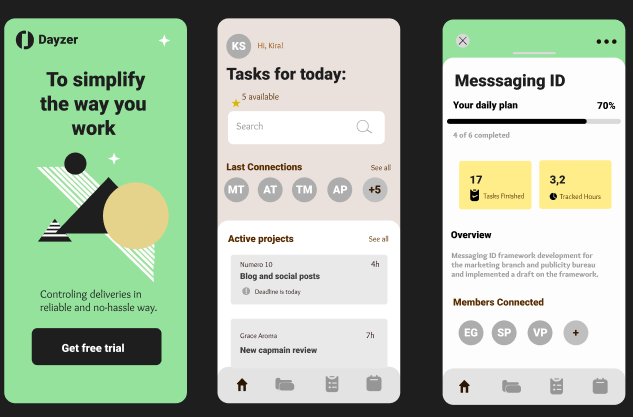 Dayzer
To simplify
the way you
work
Controling deliveries in
reliable and no-hassle way.
Get free trial
KS
Hi, Kira!
Tasks for today:
5 available
Search
Last Connections
See all
MT
AT
TM
AP
+5
Active projects
See all
Numero 10
4h
Blog and social posts
Deadline is today
Grace Aroma
7h
New capmain review
Messsaging ID
Your daily plan
70%
4 of 6 completed
17
Tasks Finished
3,2
Tracked Hours
Overview
Messaging ID framework development for
the marketing branch and publicity bureau
and implemented a draft on the framework.
Members Connected
EG
SP
VP
+